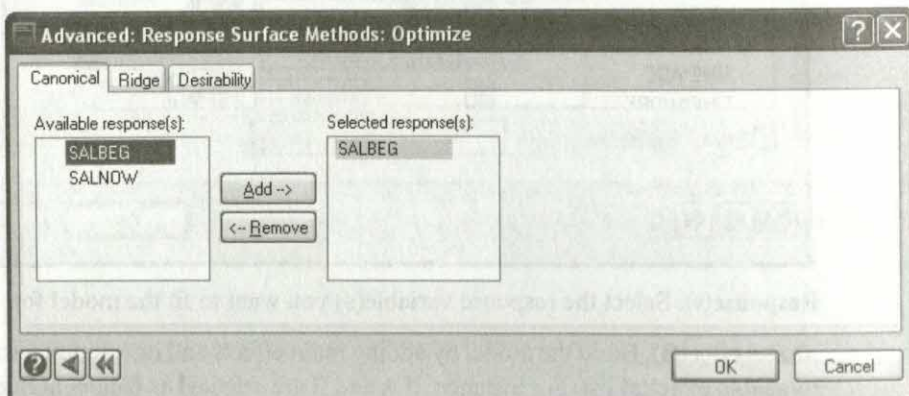 Advanced: Response Surface Methods: Optimize
Canonical Ridge Desirability
Available response(s): Selected response(s):
SALBEG SALBEG
SALNOW
Add -->
<-- Remove
Response(s). Select the response variable(s) you want to fit the model for
OK Cancel